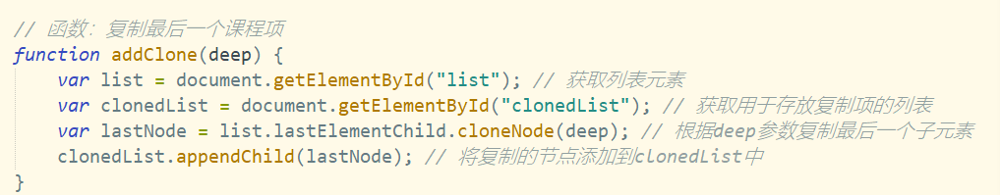 // 函数：复制最后一个课程项
function addClone(deep) {
    var list = document.getElementById("list"); // 获取列表元素
    var clonedList = document.getElementById("clonedList"); // 获取用于存放复制项的列表
    var lastNode = list.lastElementChild.cloneNode(deep); // 根据deep参数复制最后一个子元素
    clonedList.appendChild(lastNode); // 将复制的节点添加到clonedList中
}